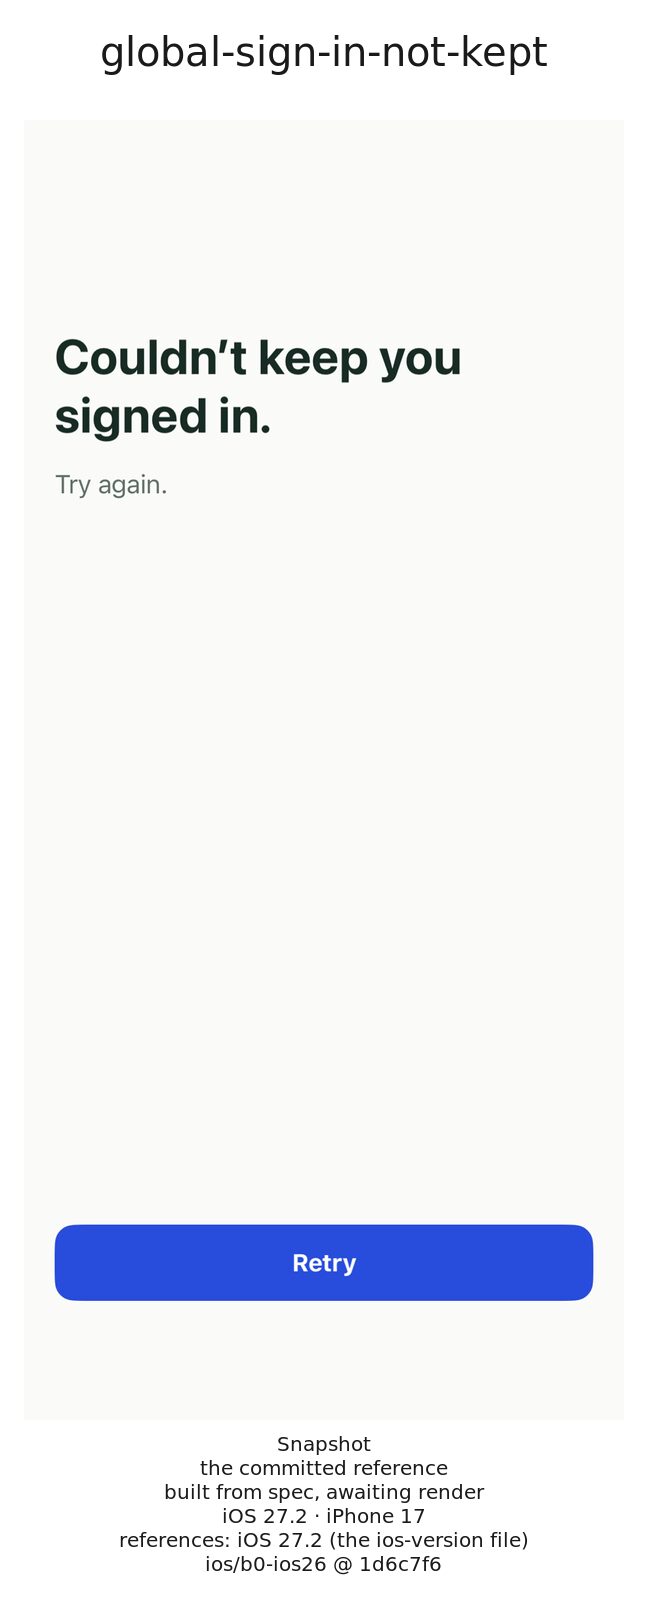 global-sign-in-not-kept
Couldn’t keep you
signed in.
Try again.
Retry
Snapshot
the committed reference
built from spec, awaiting render
iOS 27.2 · iPhone 17
references: iOS 27.2 (the ios-version file)
ios/b0-ios26 @ 1d6c7f6